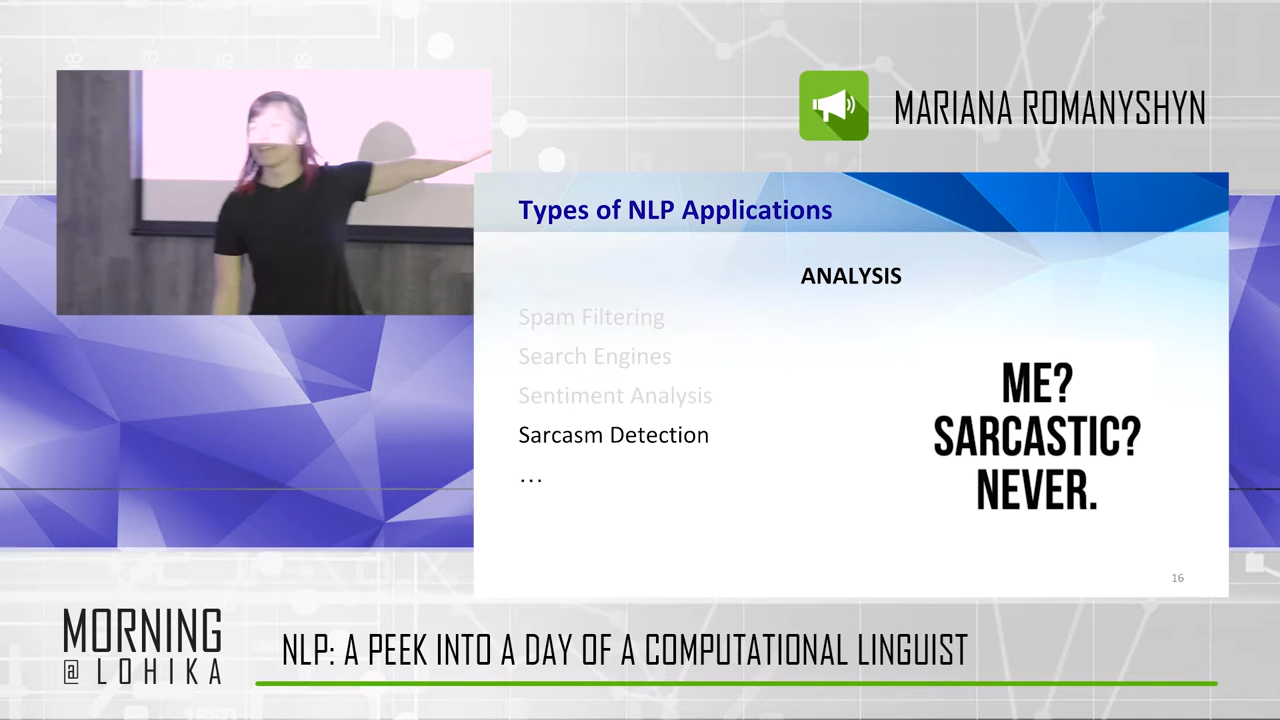 MARIANA ROMANYSHYN
Types of NLP Applications
ANALYSIS
Spam Filtering
Search Engines
Sentiment Analysis
Sarcasm Detection
...
ME?
SARCASTIC?
NEVER.
16
MORNING
@ LOHIKA
NLP: A PEEK INTO A DAY OF A COMPUTATIONAL LINGUIST